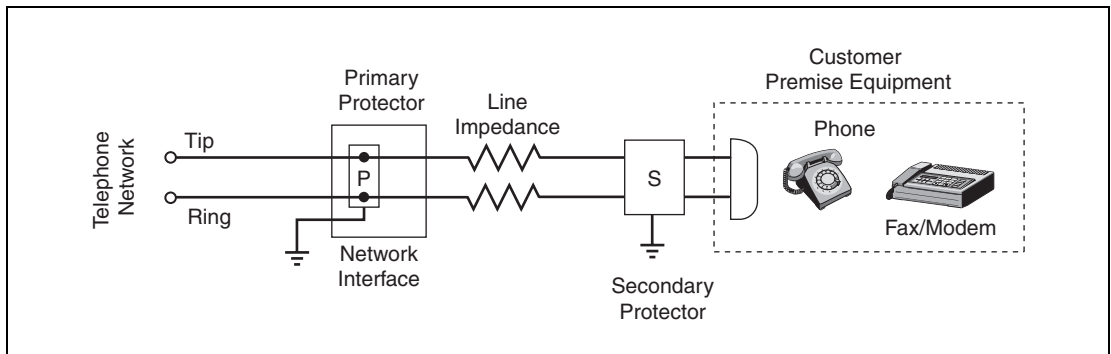 Customer
Premise Equipment
Primary
Protector
Line
Impedance
Phone
Telephone
Network
Tip
P
S
Ring
Fax/Modem
Network
Interface
Secondary
Protector